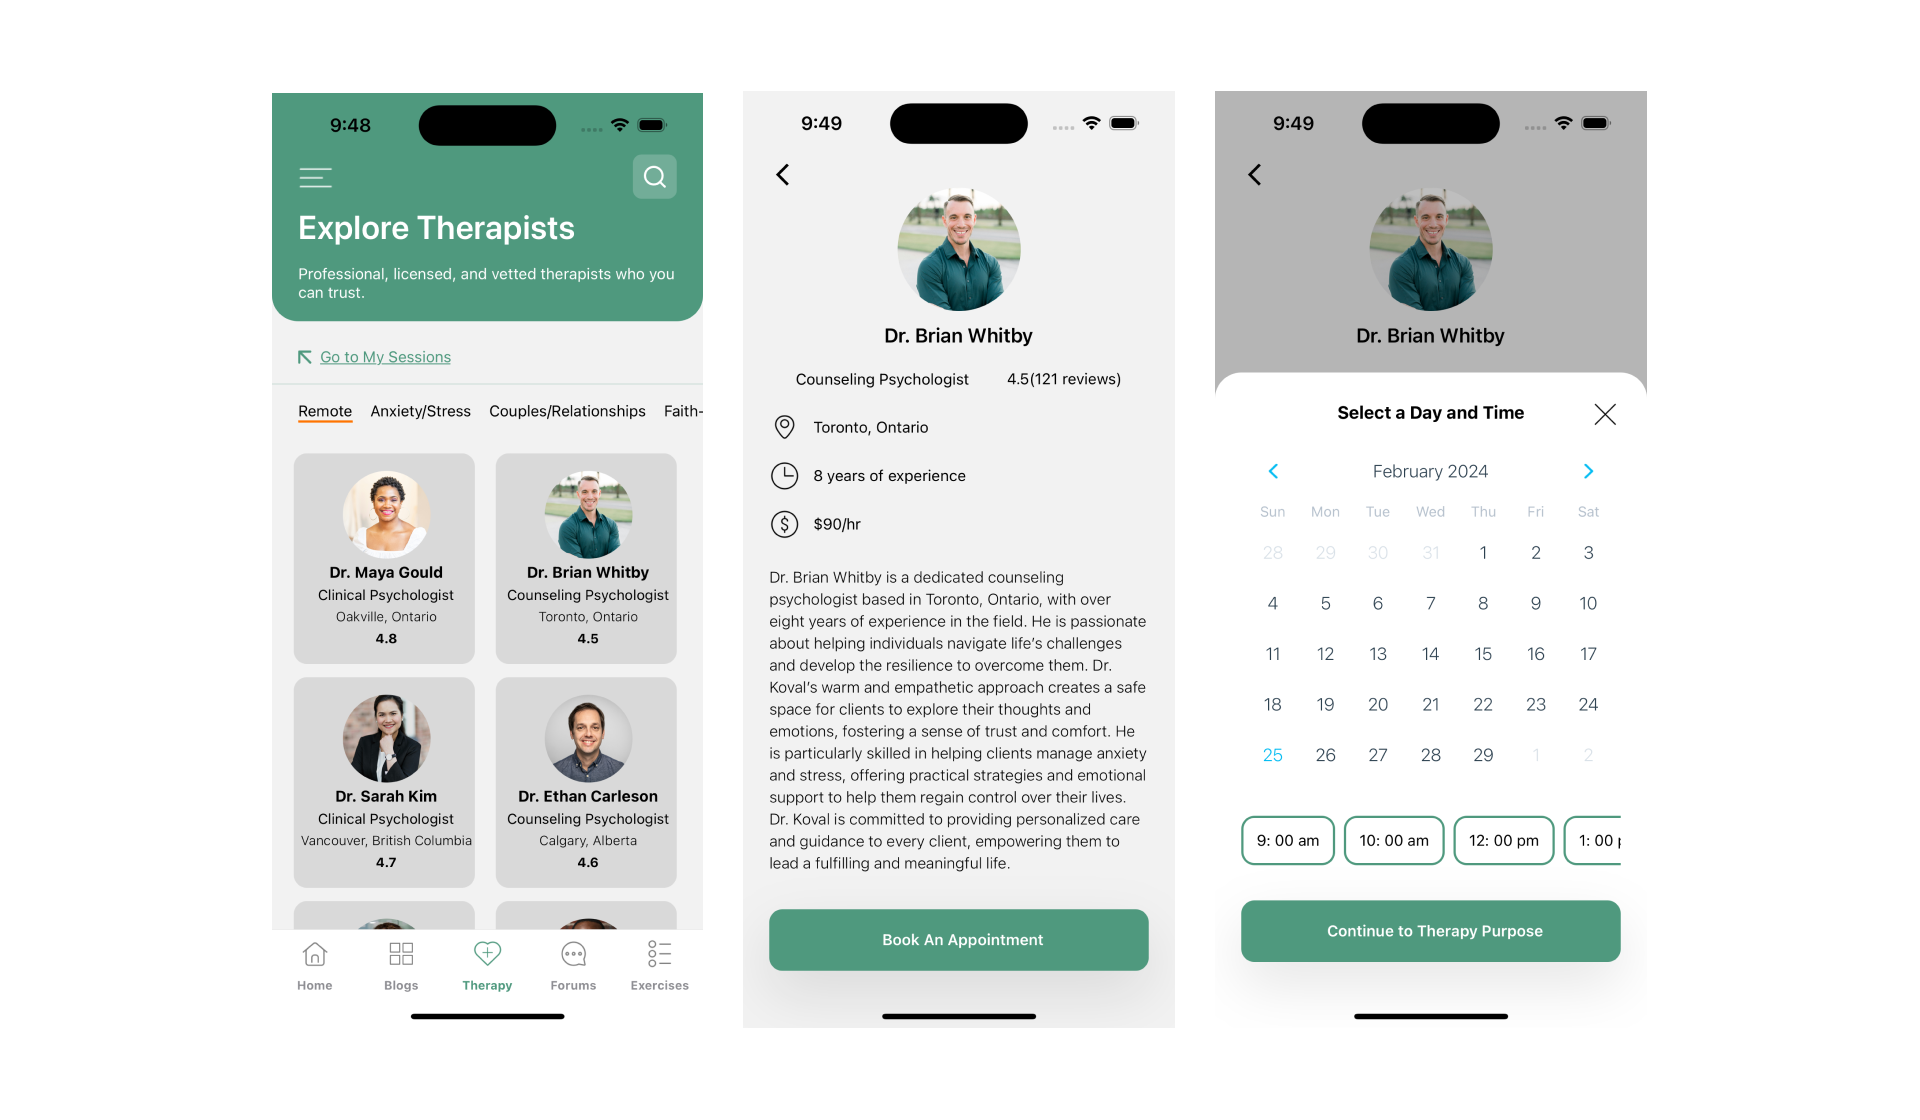 9:48
Explore Therapists
Professional, licensed, and vetted therapists who you
can trust.
Go to My Sessions
Remote Anxiety/Stress Couples/Relationships Faith-
Dr. Maya Gould
Clinical Psychologist
Oakville, Ontario
4.8
Dr. Brian Whitby
Counseling Psychologist
Toronto, Ontario
4.5
Dr. Sarah Kim
Clinical Psychologist
Vancouver, British Columbia
4.7
Dr. Ethan Carleson
Counseling Psychologist
Calgary, Alberta
4.6
Home Blogs Therapy Forums Exercises
9:49
Dr. Brian Whitby
Counseling Psychologist 4.5(121 reviews)
Toronto, Ontario
8 years of experience
$ $90/hr
Dr. Brian Whitby is a dedicated counseling
psychologist based in Toronto, Ontario, with over
eight years of experience in the field. He is passionate
about helping individuals navigate life’s challenges
and develop the resilience to overcome them. Dr.
Koval’s warm and empathetic approach creates a safe
space for clients to explore their thoughts and
emotions, fostering a sense of trust and comfort. He
is particularly skilled in helping clients manage anxiety
and stress, offering practical strategies and emotional
support to help them regain control over their lives.
Dr. Koval is committed to providing personalized care
and guidance to every client, empowering them to
lead a fulfilling and meaningful life.
Book An Appointment
9:49
Dr. Brian Whitby
Select a Day and Time
February 2024
Sun Mon Tue Wed Thu Fri Sat
28 29 30 31 1 2 3
4 5 6 7 8 9 10
11 12 13 14 15 16 17
18 19 20 21 22 23 24
25 26 27 28 29 1 2
9: 00 am 10: 00 am 12: 00 pm 1: 00 p
Continue to Therapy Purpose